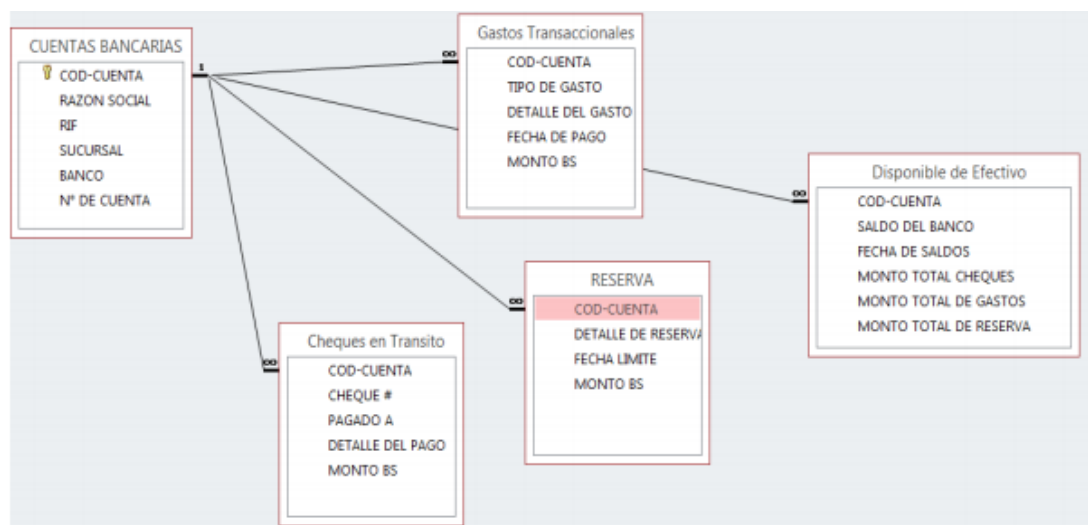 CUENTAS BANCARIAS
COD-CUENTA
RAZON SOCIAL
RIF
SUCURSAL
BANCO
N° DE CUENTA
1
∞
Gastos Transaccionales
COD-CUENTA
TIPO DE GASTO
DETALLE DEL GASTO
FECHA DE PAGO
MONTO BS
∞
Disponible de Efectivo
COD-CUENTA
SALDO DEL BANCO
FECHA DE SALDOS
MONTO TOTAL CHEQUES
MONTO TOTAL DE GASTOS
MONTO TOTAL DE RESERVA
∞
RESERVA
COD-CUENTA
DETALLE DE RESERVA
FECHA LIMITE
MONTO BS
∞
Cheques en Transito
COD-CUENTA
CHEQUE #
PAGADO A
DETALLE DEL PAGO
MONTO BS